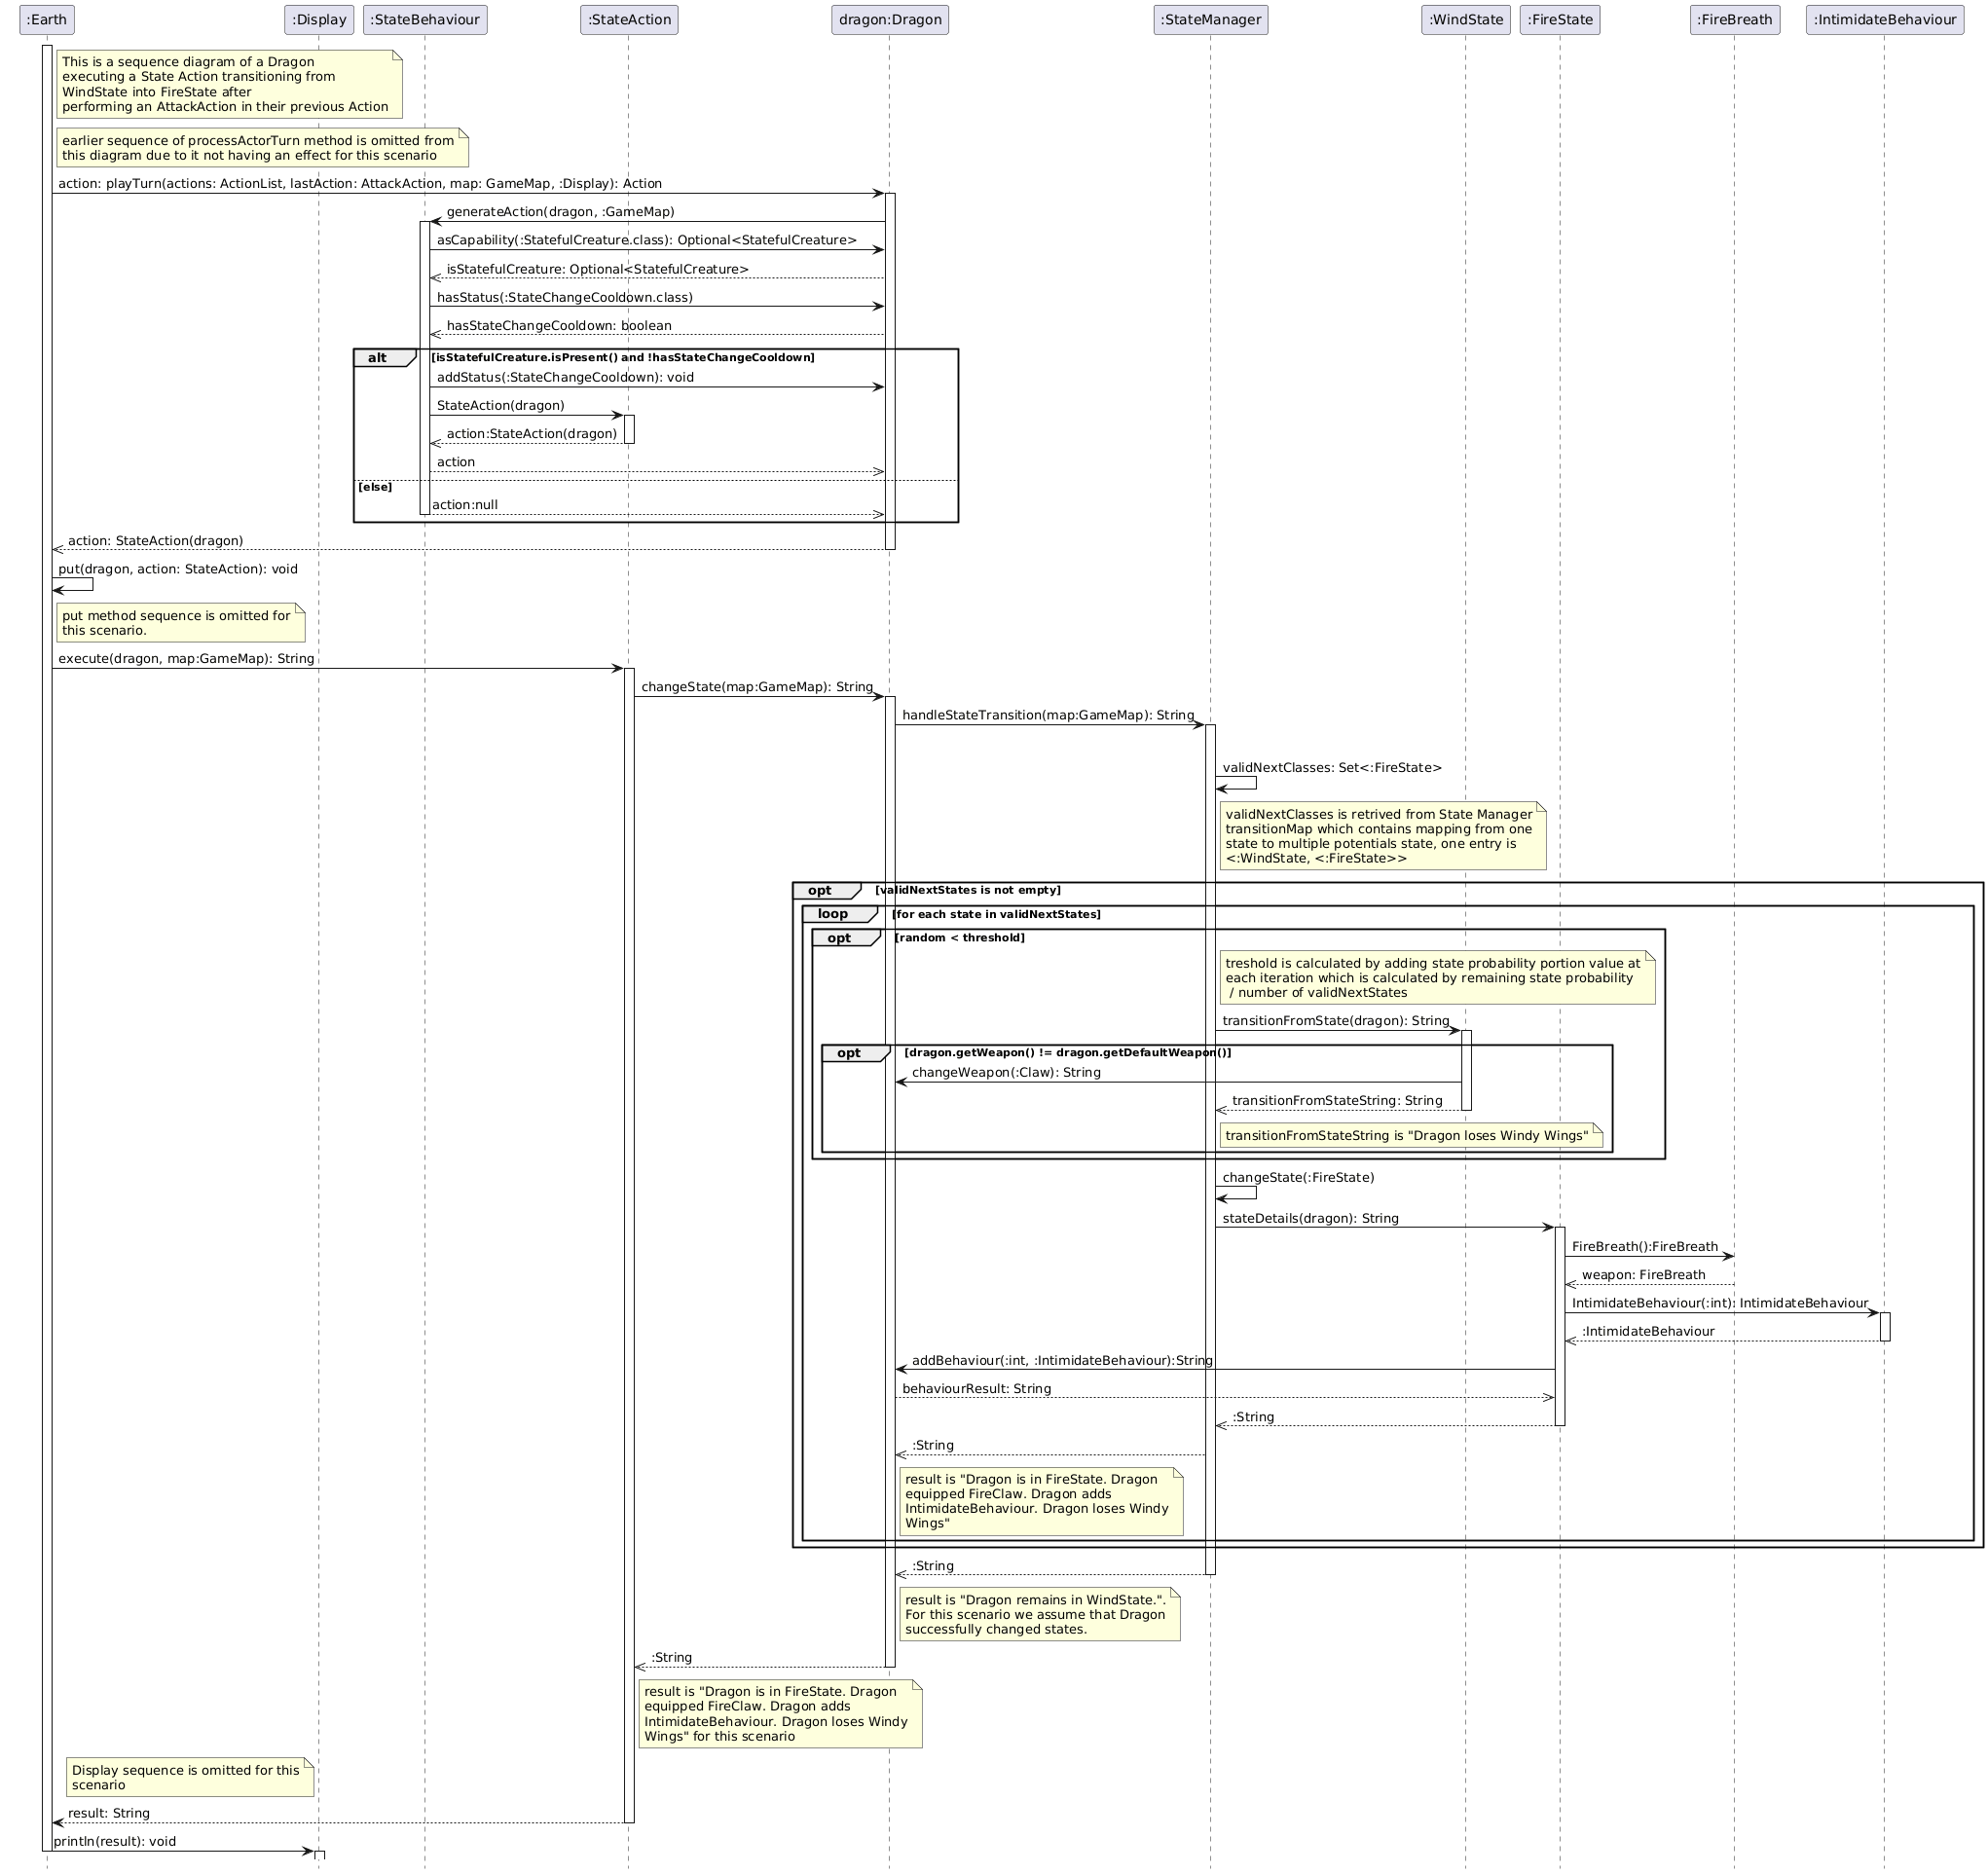 :Earth
:Display
:StateBehaviour
:StateAction
dragon:Dragon
:StateManager
:WindState
:FireState
:FireBreath
:IntimidateBehaviour
This is a sequence diagram of a Dragon
executing a State Action transitioning from
WindState into FireState after
performing an AttackAction in their previous Action
earlier sequence of processActorTurn method is omitted from
this diagram due to it not having an effect for this scenario
action: playTurn(actions: ActionList, lastAction: AttackAction, map: GameMap, :Display): Action
generateAction(dragon, :GameMap)
asCapability(:StatefulCreature.class): Optional<StatefulCreature>
isStatefulCreature: Optional<StatefulCreature>
hasStatus(:StateChangeCooldown.class)
hasStateChangeCooldown: boolean
alt [isStatefulCreature.isPresent() and !hasStateChangeCooldown]
addStatus(:StateChangeCooldown): void
StateAction(dragon)
action:StateAction(dragon)
action
[else]
action:null
action: StateAction(dragon)
put(dragon, action: StateAction): void
put method sequence is omitted for
this scenario.
execute(dragon, map:GameMap): String
changeState(map:GameMap): String
handleStateTransition(map:GameMap): String
validNextClasses: Set<:FireState>
validNextClasses is retrived from State Manager
transitionMap which contains mapping from one
state to multiple potentials state, one entry is
<:WindState, <:FireState>>
opt [validNextStates is not empty]
loop [for each state in validNextStates]
opt [random < threshold]
treshold is calculated by adding state probability portion value at
each iteration which is calculated by remaining state probability
/ number of validNextStates
transitionFromState(dragon): String
opt [dragon.getWeapon() != dragon.getDefaultWeapon()]
changeWeapon(:Claw): String
transitionFromStateString: String
transitionFromStateString is "Dragon loses Windy Wings"
changeState(:FireState)
stateDetails(dragon): String
FireBreath():FireBreath
weapon: FireBreath
IntimidateBehaviour(:int): IntimidateBehaviour
:IntimidateBehaviour
addBehaviour(:int, :IntimidateBehaviour):String
behaviourResult: String
:String
:String
result is "Dragon is in FireState. Dragon
equipped FireClaw. Dragon adds
IntimidateBehaviour. Dragon loses Windy
Wings"
:String
result is "Dragon remains in WindState.".
For this scenario we assume that Dragon
successfully changed states.
:String
result is "Dragon is in FireState. Dragon
equipped FireClaw. Dragon adds
IntimidateBehaviour. Dragon loses Windy
Wings" for this scenario
Display sequence is omitted for this
scenario
result: String
println(result): void